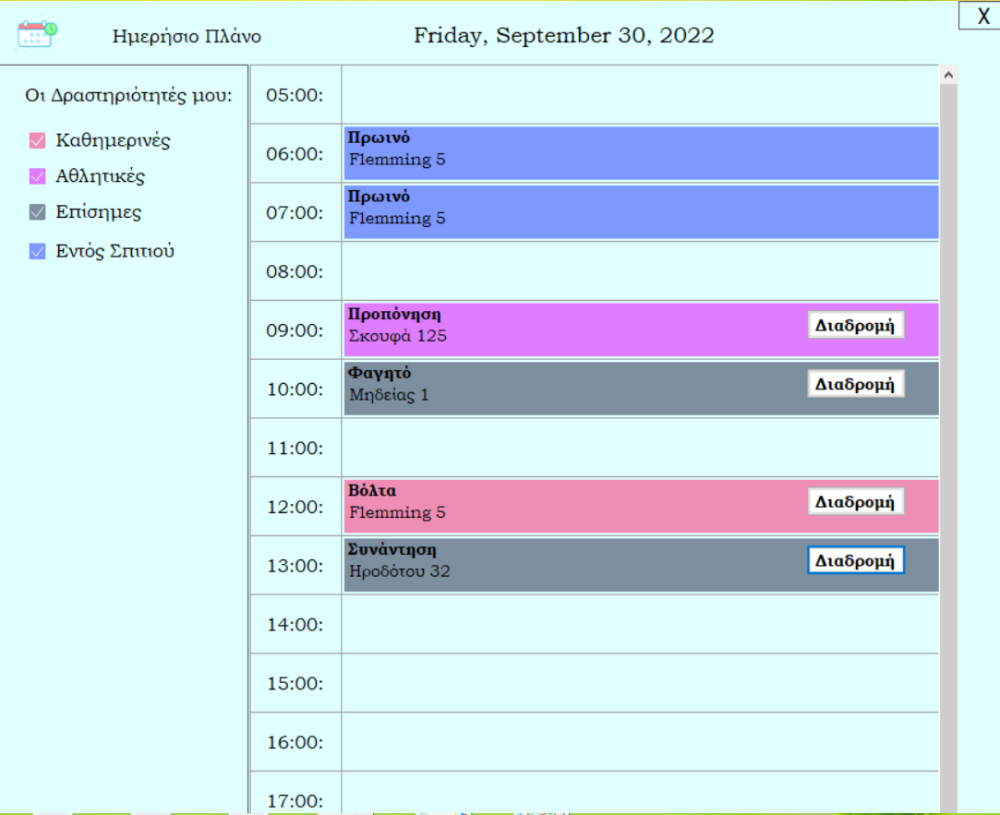 Ημερήσιο Πλάνο
Friday, September 30, 2022
X
Οι Δραστηριότητές μου:
Καθημερινές
Αθλητικές
Επίσημες
Εντός Σπιτιού
05:00:
06:00:
Πρωινό
Flemming 5
07:00:
Πρωινό
Flemming 5
08:00:
09:00:
Προπόνηση
Σκουφά 125
Διαδρομή
10:00:
Φαγητό
Μηδείας 1
Διαδρομή
11:00:
12:00:
Βόλτα
Flemming 5
Διαδρομή
13:00:
Συνάντηση
Ηροδότου 32
Διαδρομή
14:00:
15:00:
16:00:
17:00: